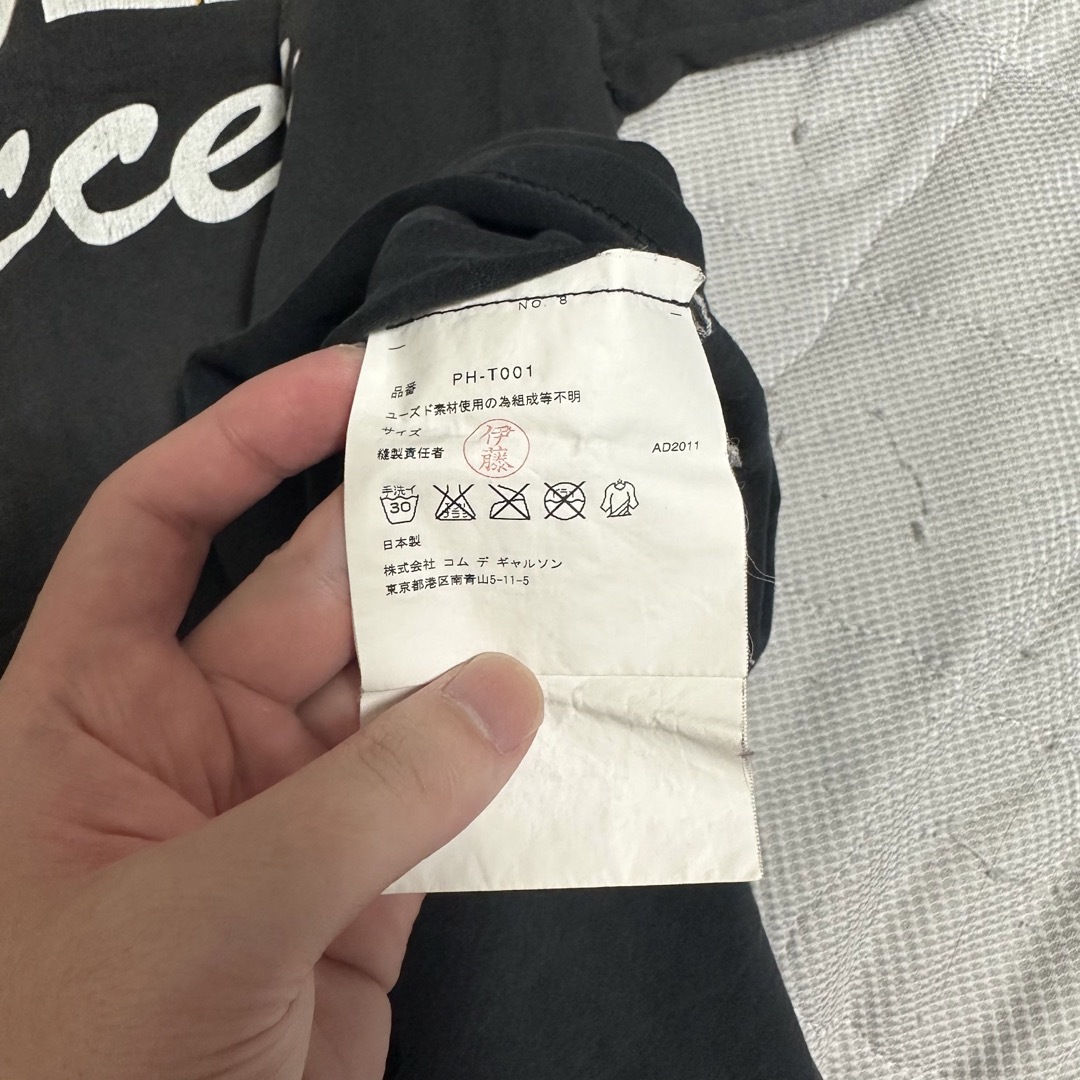 cce
NO. 8
品番 PH-T001
ユーズド素材使用の為組成等不明
サイズ
縫製責任者 伊藤 AD2011
手洗イ 30
日本製
株式会社 コム デ ギャルソン
東京都港区南青山5-11-5